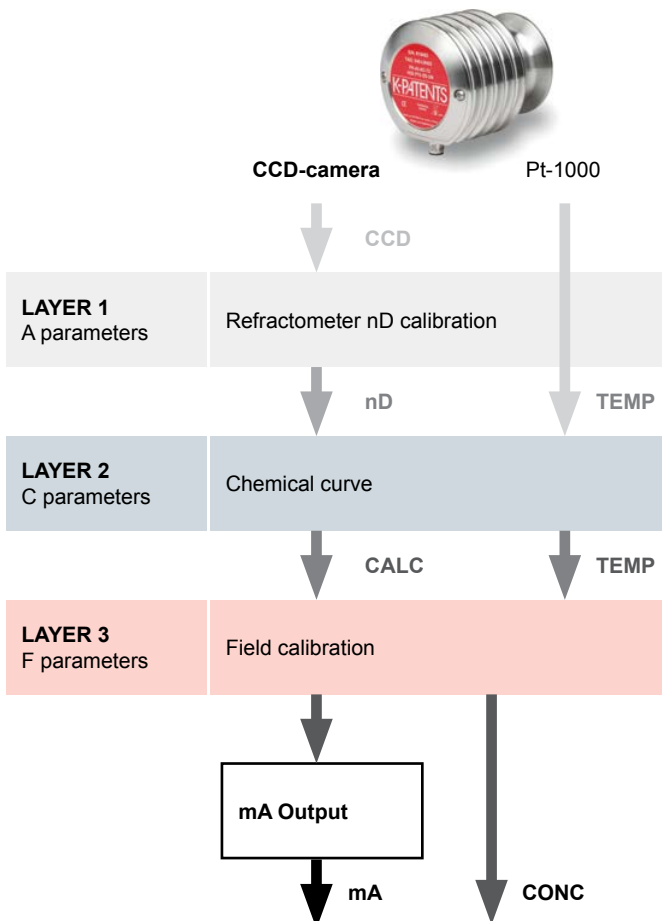 K-PATENTS
CCD-camera
Pt-1000
CCD
LAYER 1
A parameters
Refractometer nD calibration
nD
TEMP
LAYER 2
C parameters
Chemical curve
CALC
TEMP
LAYER 3
F parameters
Field calibration
mA Output
mA
CONC